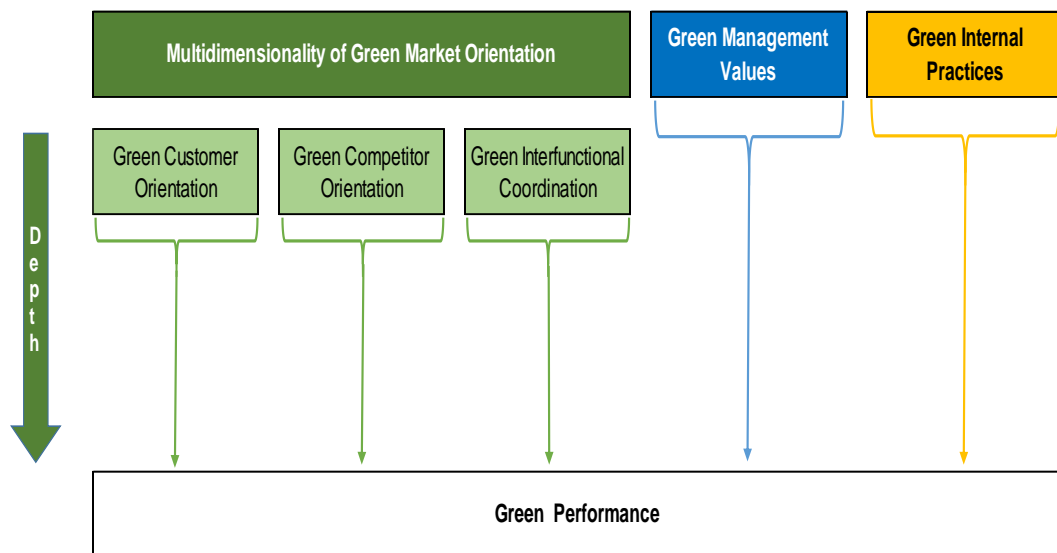 Multidimensionality of Green Market Orientation
Green Management
Values
Green Internal
Practices
Green Customer
Orientation
Green Competitor
Orientation
Green Interfunctional
Coordination
Depth
Green Performance